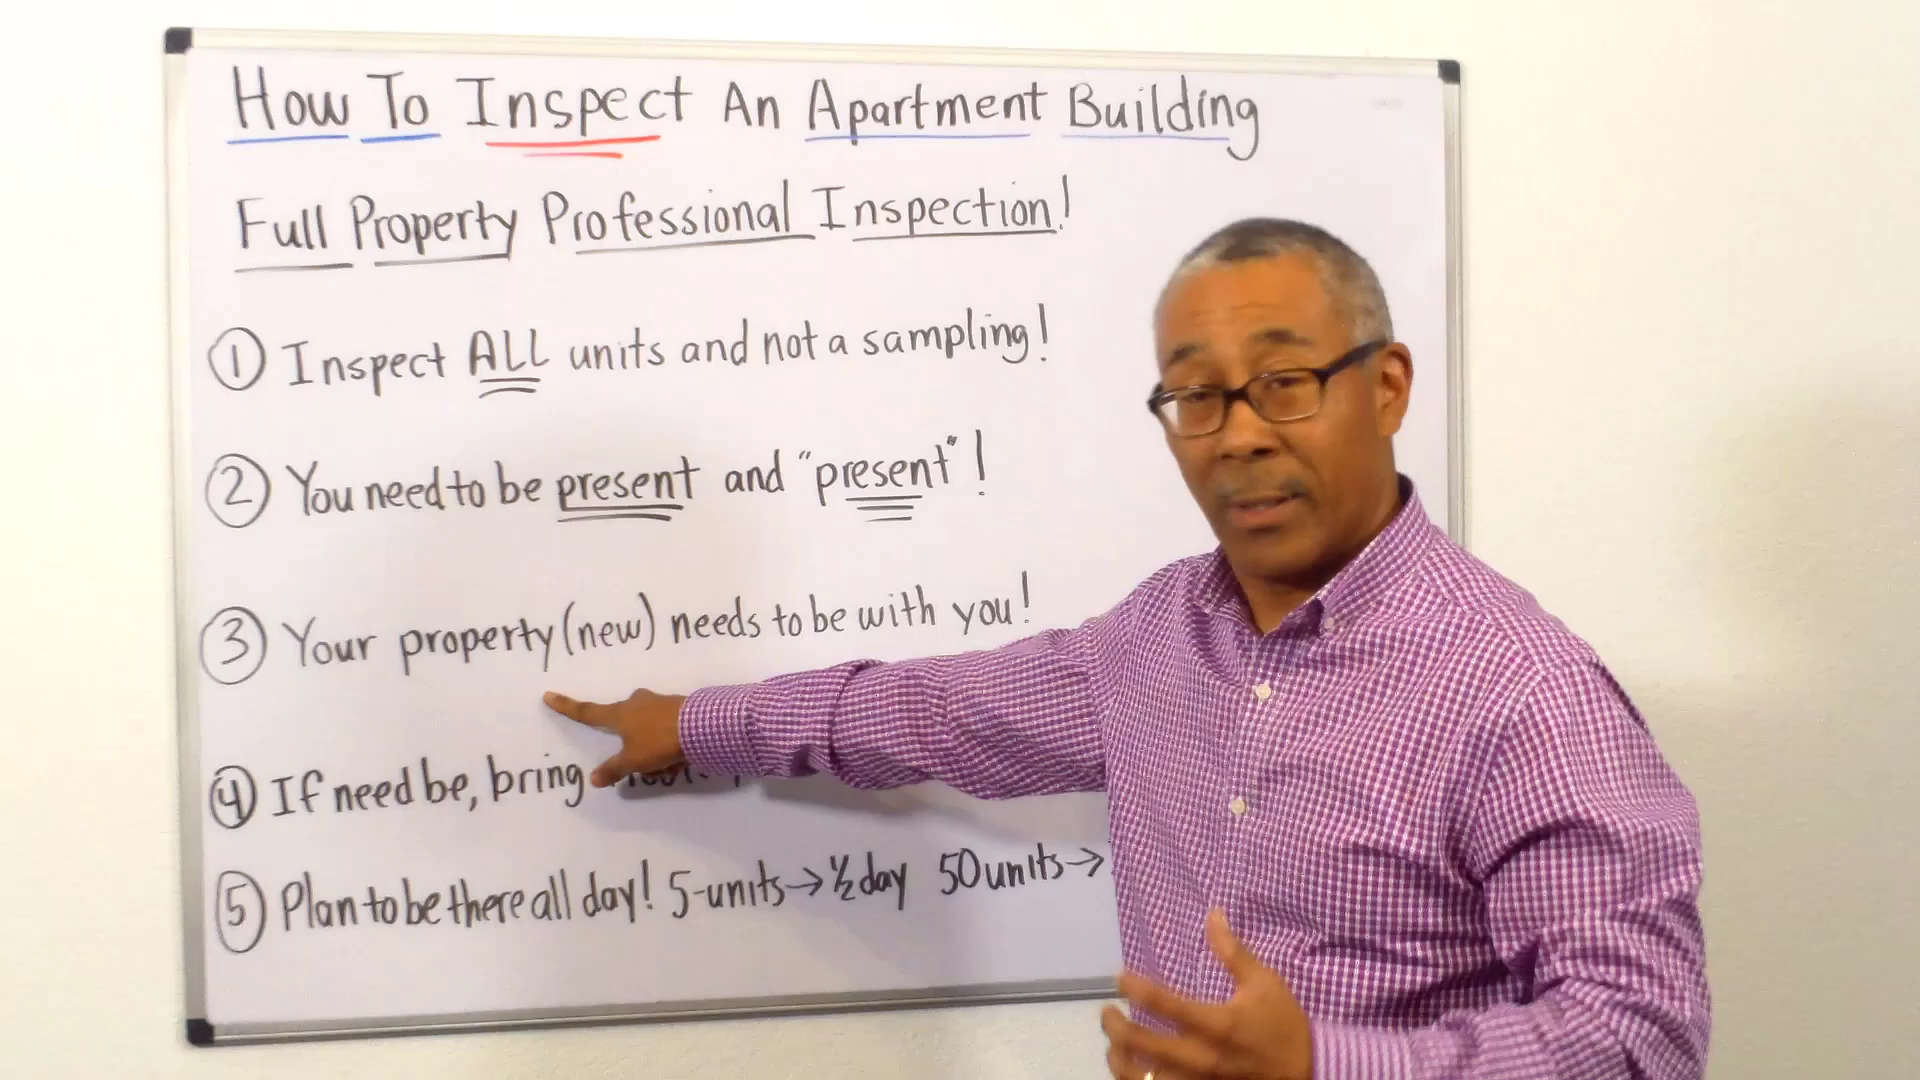 How To Inspect An Apartment Building
Full Property Professional Inspection!
① Inspect ALL units and not a sampling!
② You need to be present and "present"!
③ Your property (new) needs to be with you!
④ If need be, bring
⑤ Plan to be there all day! 5-units→½ day 50 units→